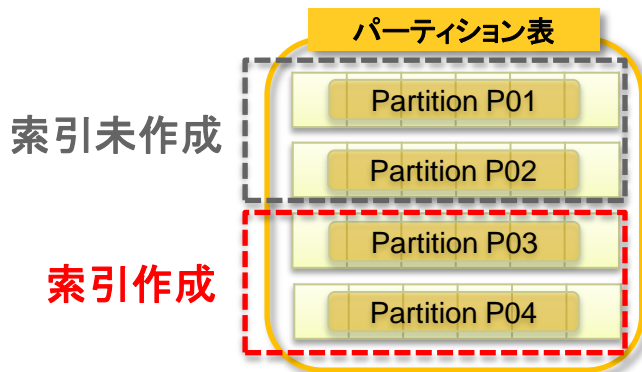 パーティション表
Partition P01
索引未作成
Partition P02
Partition P03
索引作成
Partition P04